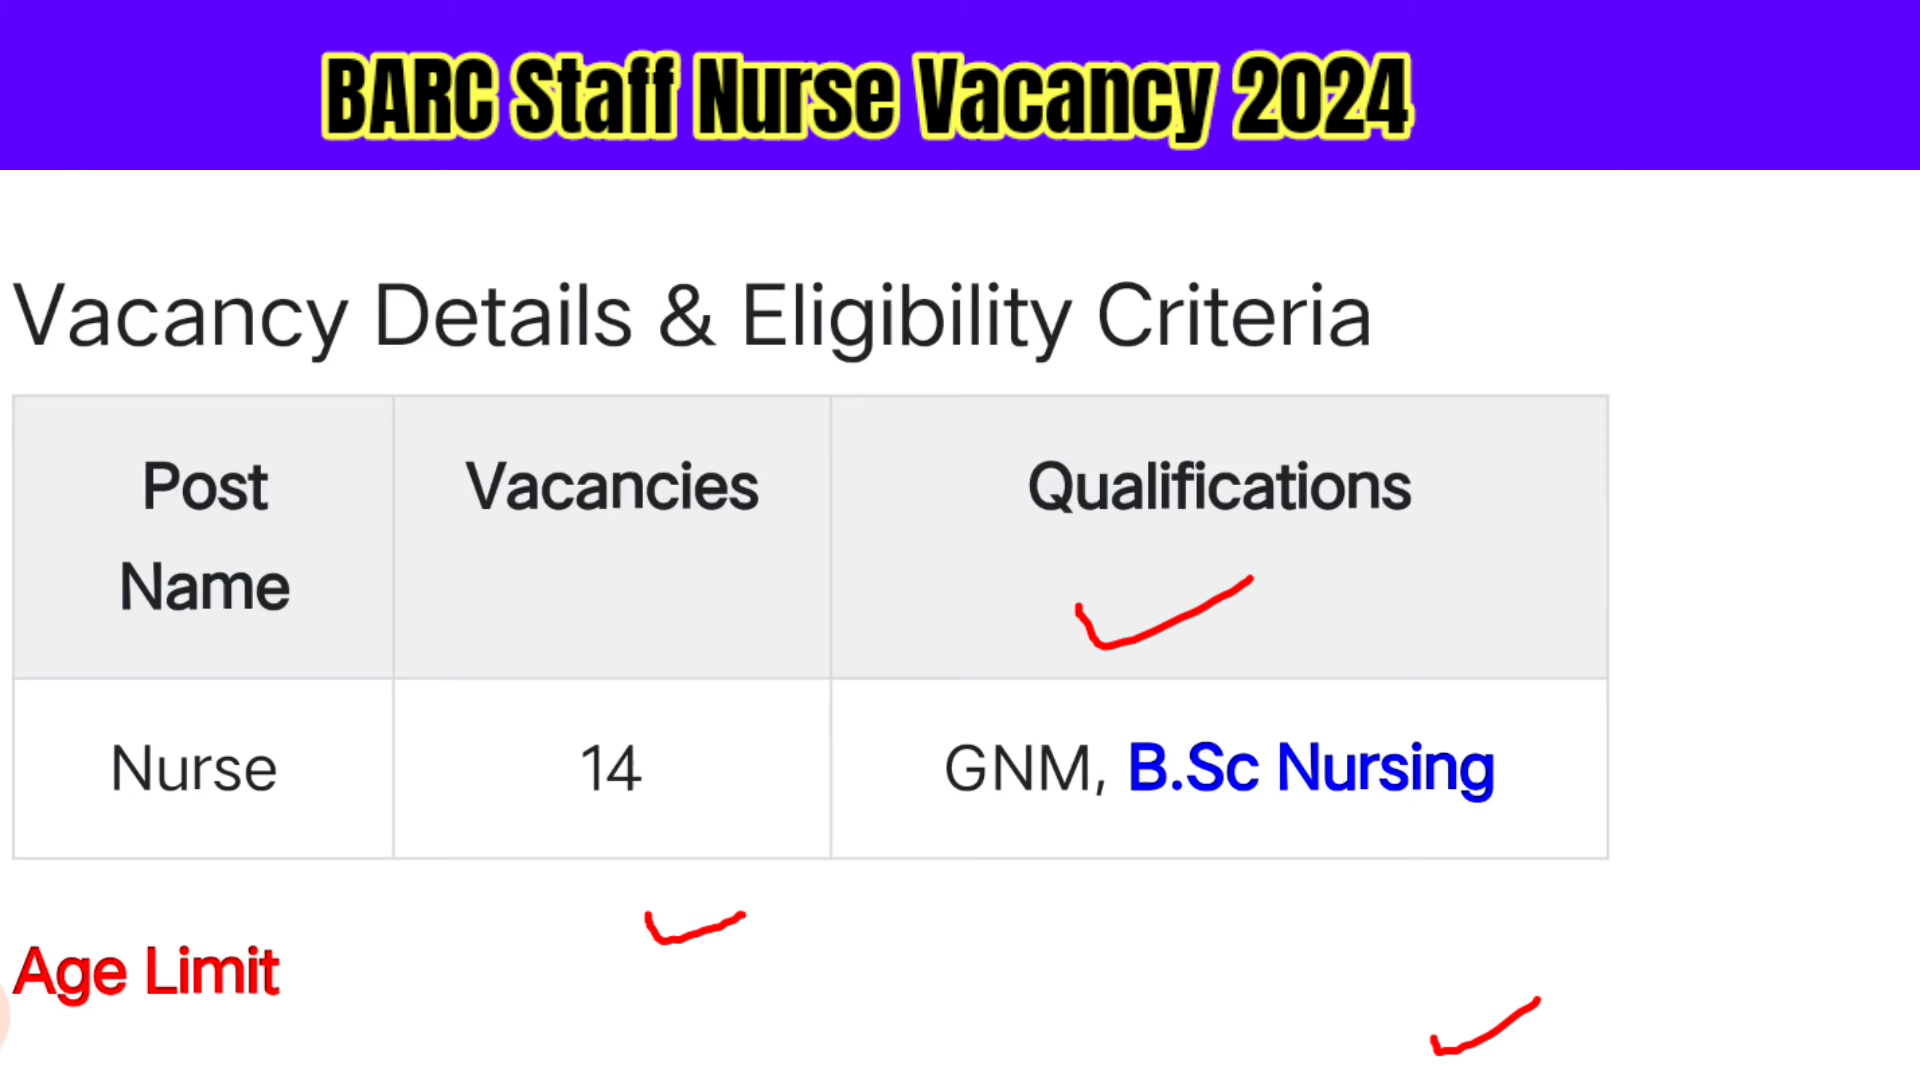 BARC Staff Nurse Vacancy 2024
Vacancy Details & Eligibility Criteria
Post Name
Vacancies
Qualifications
Nurse
14
GNM, B.Sc Nursing
Age Limit